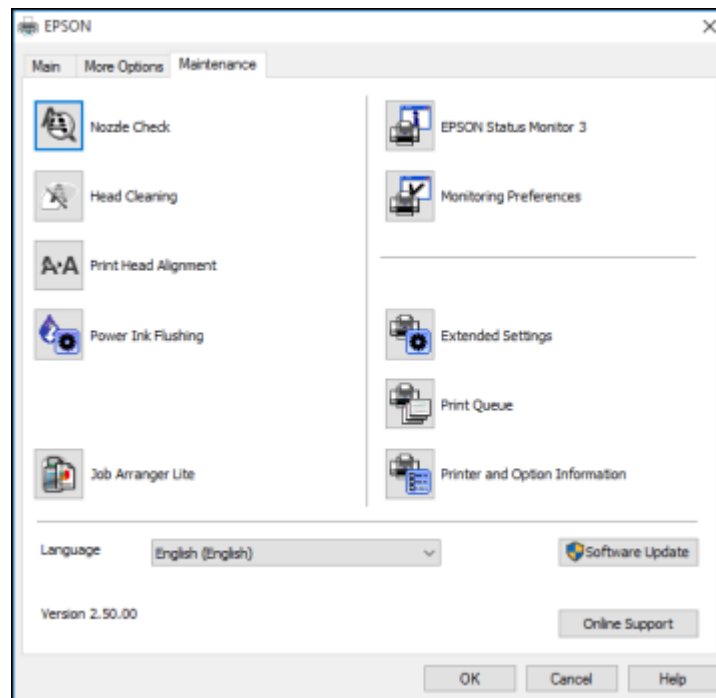 EPSON
Main More Options Maintenance
Nozzle Check
EPSON Status Monitor 3
Head Cleaning
Monitoring Preferences
A·A Print Head Alignment
Power Ink Flushing
Extended Settings
Print Queue
Job Arranger Lite
Printer and Option Information
Language English (English) Software Update
Version 2.50.00
Online Support
OK Cancel Help